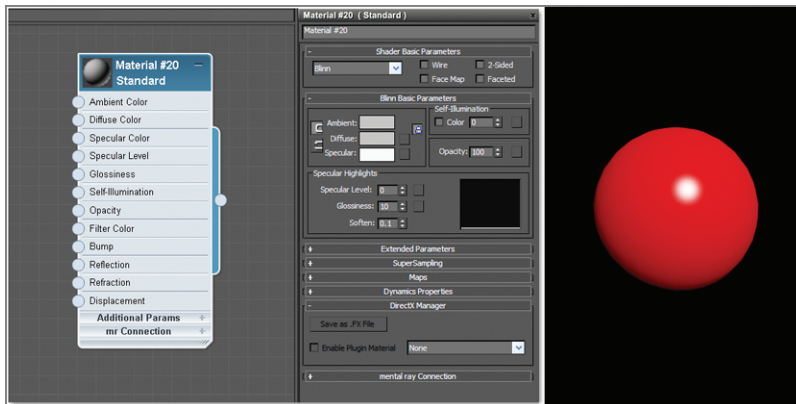 Material #20
Standard
Ambient Color
Diffuse Color
Specular Color
Specular Level
Glossiness
Self-Illumination
Opacity
Filter Color
Bump
Reflection
Refraction
Displacement
Additional Params +
mr Connection +
Material #20 ( Standard ) x
Material #20
- Shader Basic Parameters
Blinn
Wire
2-Sided
Face Map
Faceted
- Blinn Basic Parameters
Ambient:
Diffuse:
Specular:
Self-Illumination
Color 0
Opacity: 100
Specular Highlights
Specular Level: 0
Glossiness: 10
Soften: 0.1
+ Extended Parameters
+ SuperSampling
+ Maps
+ Dynamics Properties
- DirectX Manager
Save as .FX File
Enable Plugin Material None
+ mental ray Connection